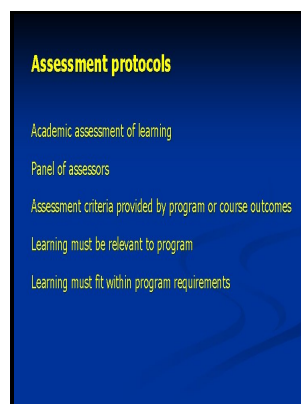 Assessment protocols
Academic assessment of learning
Panel of assessors
Assessment criteria provided by program or course outcomes
Learning must be relevant to program
Learning must fit within program requirements